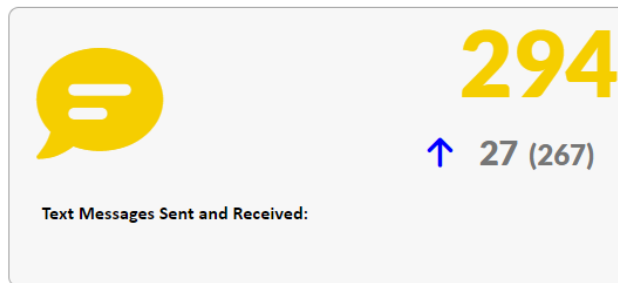 294
↑ 27 (267)
Text Messages Sent and Received: